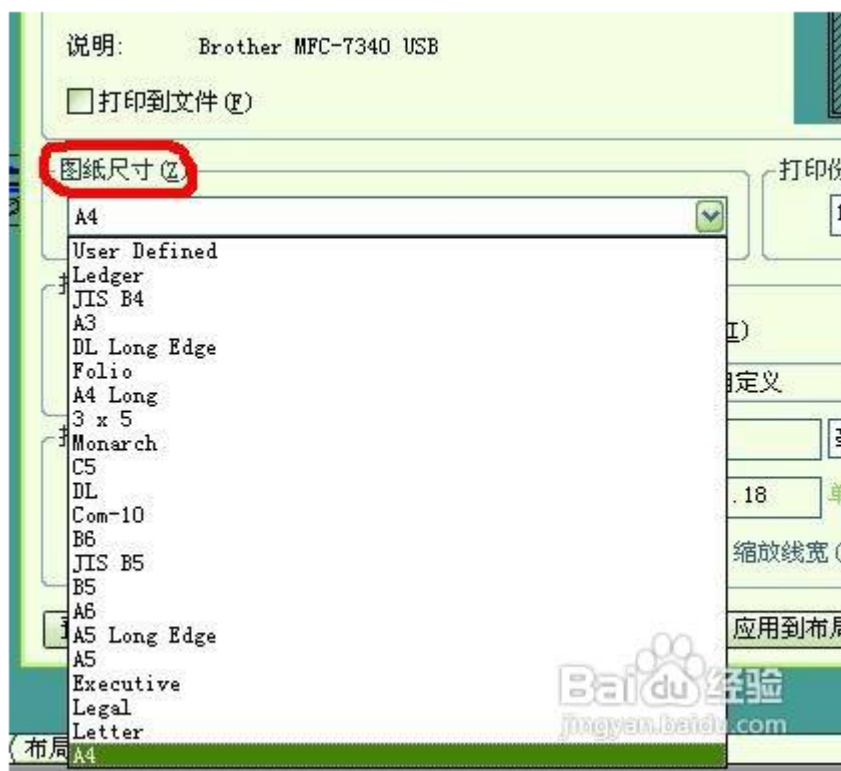 说明: Brother MFC-7340 USB
打印到文件(F)
图纸尺寸(Z)
打印份
A4
User Defined
Ledger
JIS B4
A3
DL Long Edge
Folio
A4 Long
3 x 5
Monarch
C5
DL
Com-10
B6
JIS B5
B5
A6
A5 Long Edge
A5
Executive
Legal
Letter
A4
I)
定义
.18
缩放线宽(
应用到布局
布局
Baidu 经验
jingyan.baidu.com